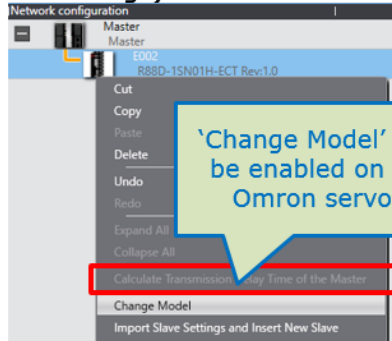 Network configuration
Master
Master
E002
R88D-1SN01H-ECT Rev:1.0
Cut
Copy
Paste
Delete
Undo
Redo
Expand All
Collapse All
Calculate Transmission Delay Time of the Master
Change Model
Import Slave Settings and Insert New Slave
‘Change Model’
be enabled on
Omron servo